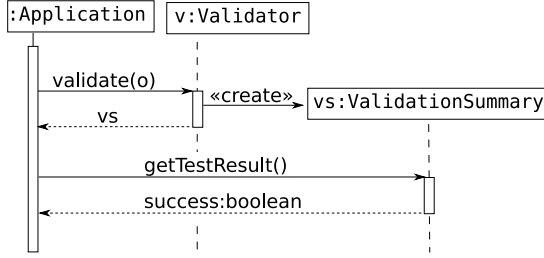 :Application
v:Validator
validate(o)
«create»
vs:ValidationSummary
vs
getTestResult()
success:boolean